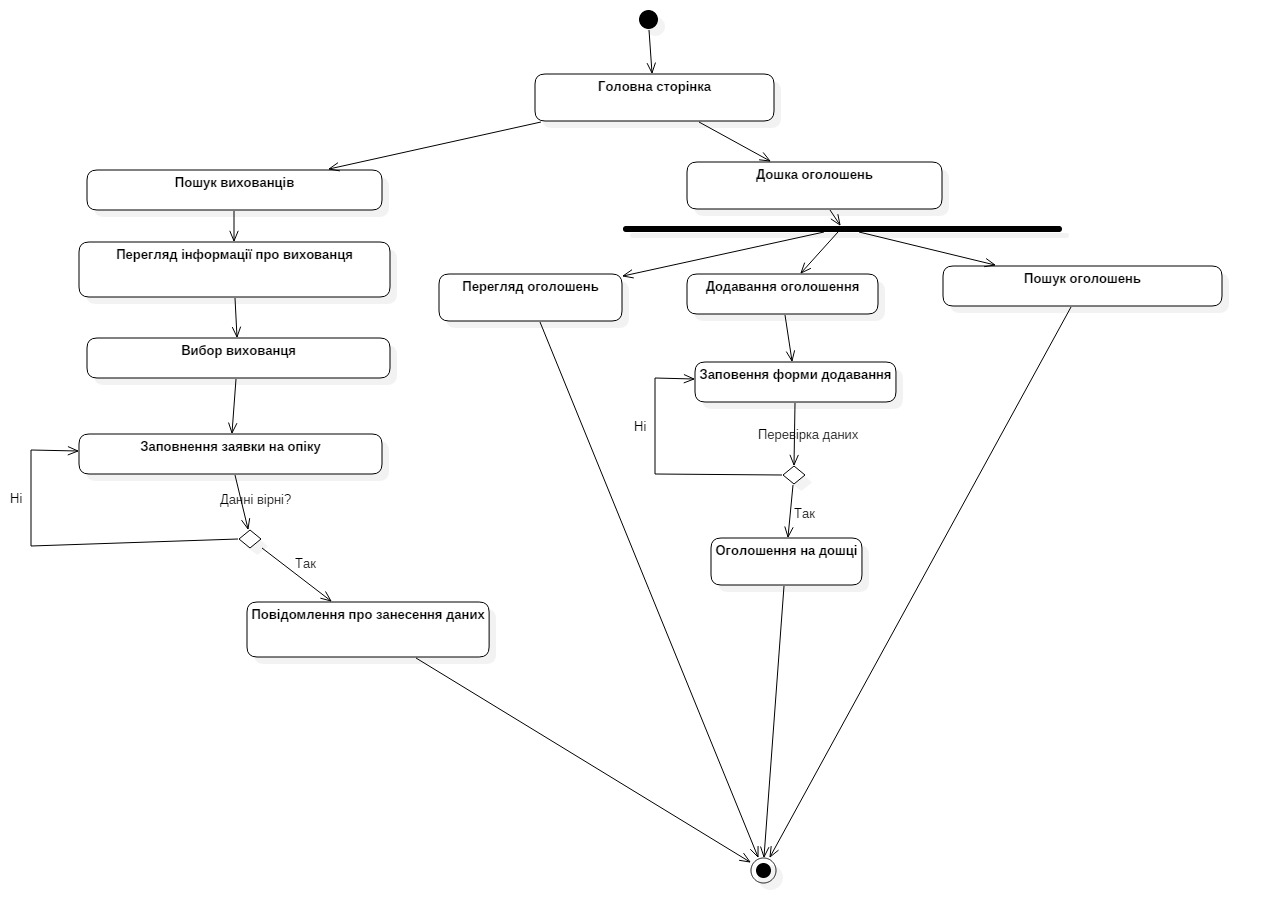 Головна сторінка
Пошук вихованців
Дошка оголошень
Перегляд інформації про вихованця
Перегляд оголошень
Додавання оголошення
Пошук оголошень
Вибор вихованця
Заповення форми додавання
Ні
Перевірка даних
Заповнення заявки на опіку
Ні
Данні вірні?
Так
Оголошення на дошці
Так
Повідомлення про занесення даних